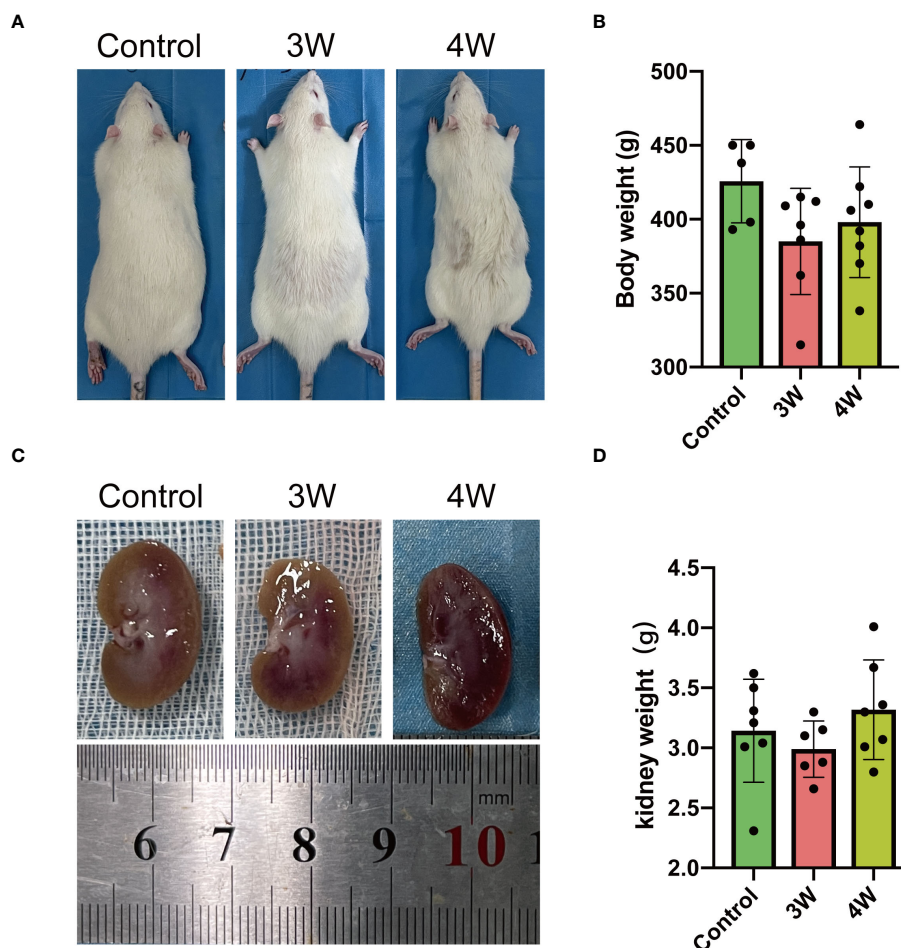 A
Control 3W 4W
B
500
450
400
350
300
Body weight (g)
Control 3W 4W
C
Control 3W 4W
mm
6 7 8 9 10
D
4.5
4.0
3.5
3.0
2.5
2.0
kidney weight (g)
Control 3W 4W